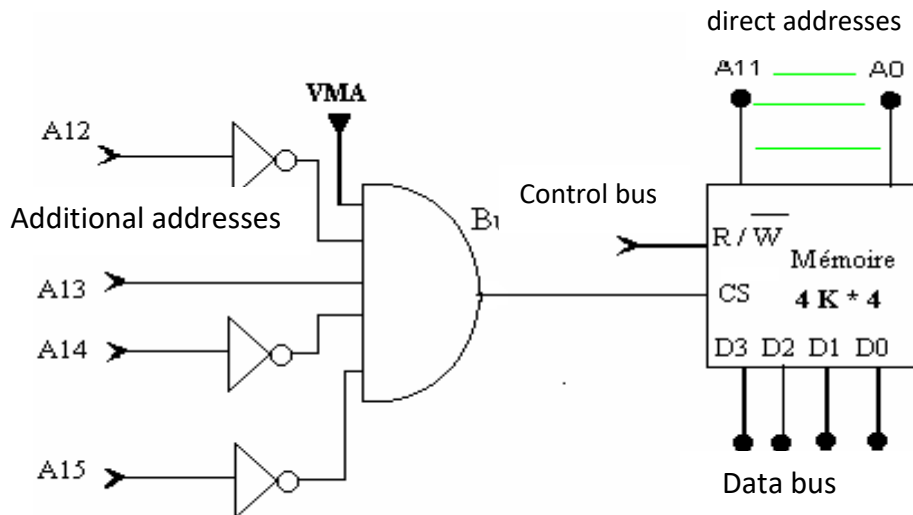 direct addresses
A11 A0
VMA
A12
Control bus
Additional addresses
R / W
Mémoire
CS
4 K * 4
A13
A14
D3 D2 D1 D0
A15
Data bus